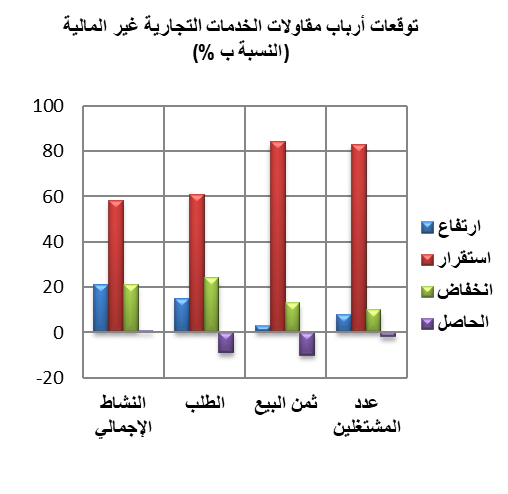 توقعات أرباب مقاولات الخدمات التجارية غير المالية
(النسبة ب %)
100
80
60
40
20
0
-20
ارتفاع
استقرار
انخفاض
الحاصل
النشاط
الإجمالي
الطلب
ثمن البيع
عدد
المشتغلين